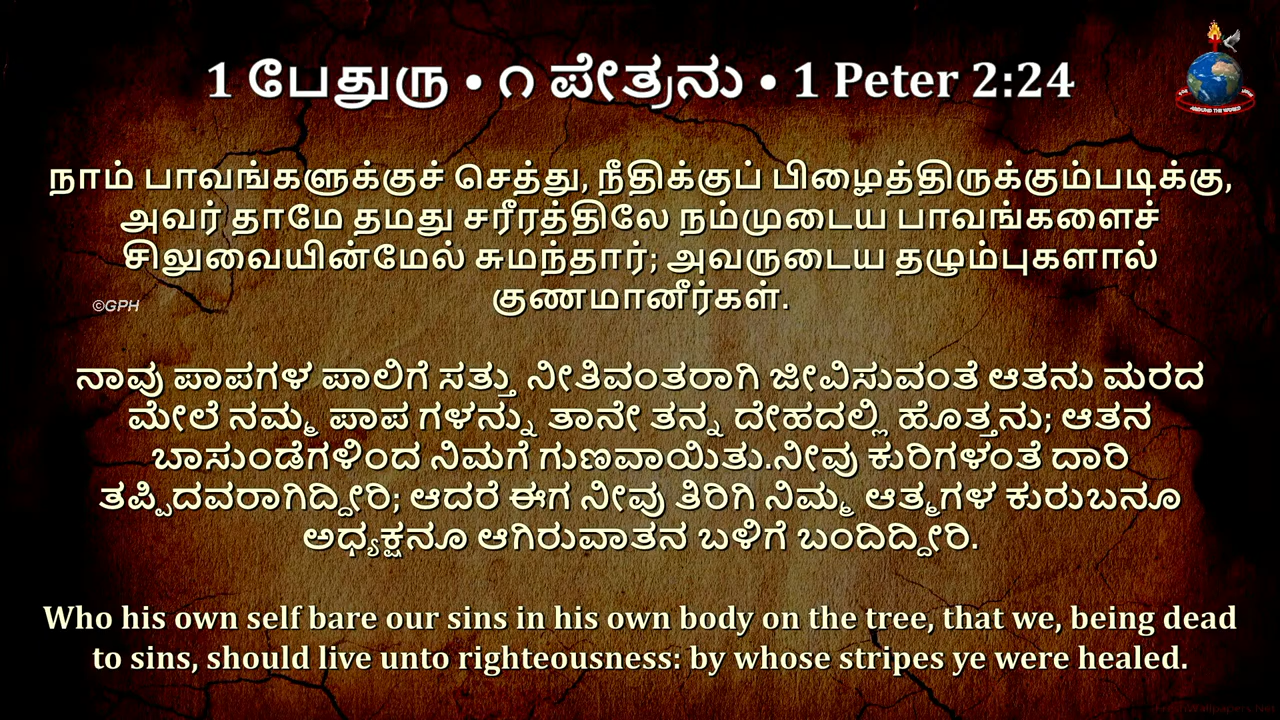 1 பேதுரு • ೧ ಪೇತ್ರನು • 1 Peter 2:24
நாம் பாவங்களுக்குச் செத்து, நீதிக்குப் பிழைத்திருக்கும்படிக்கு,
அவர் தாமே தமது சரீரத்திலே நம்முடைய பாவங்களைச்
சிலுவையின்மேல் சுமந்தார்; அவருடைய தழும்புகளால்
குணமானீர்கள்.
©GPH
ನಾವು ಪಾಪಗಳ ಪಾಲಿಗೆ ಸತ್ತು ನೀತಿವಂತರಾಗಿ ಜೀವಿಸುವಂತೆ ಆತನು ಮರದ
ಮೇಲೆ ನಮ್ಮ ಪಾಪ ಗಳನ್ನು ತಾನೇ ತನ್ನ ದೇಹದಲ್ಲಿ ಹೊತ್ತನು; ಆತನ
ಬಾಸುಂಡೆಗಳಿಂದ ನಿಮಗೆ ಗುಣವಾಯಿತು.ನೀವು ಕುರಿಗಳಂತೆ ದಾರಿ
ತಪ್ಪಿದವರಾಗಿದ್ದೀರಿ; ಆದರೆ ಈಗ ನೀವು ತಿರಿಗಿ ನಿಮ್ಮ ಆತ್ಮಗಳ ಕುರುಬನೂ
ಅಧ್ಯಕ್ಷನೂ ಆಗಿರುವಾತನ ಬಳಿಗೆ ಬಂದಿದ್ದೀರಿ.
Who his own self bare our sins in his own body on the tree, that we, being dead
to sins, should live unto righteousness: by whose stripes ye were healed.